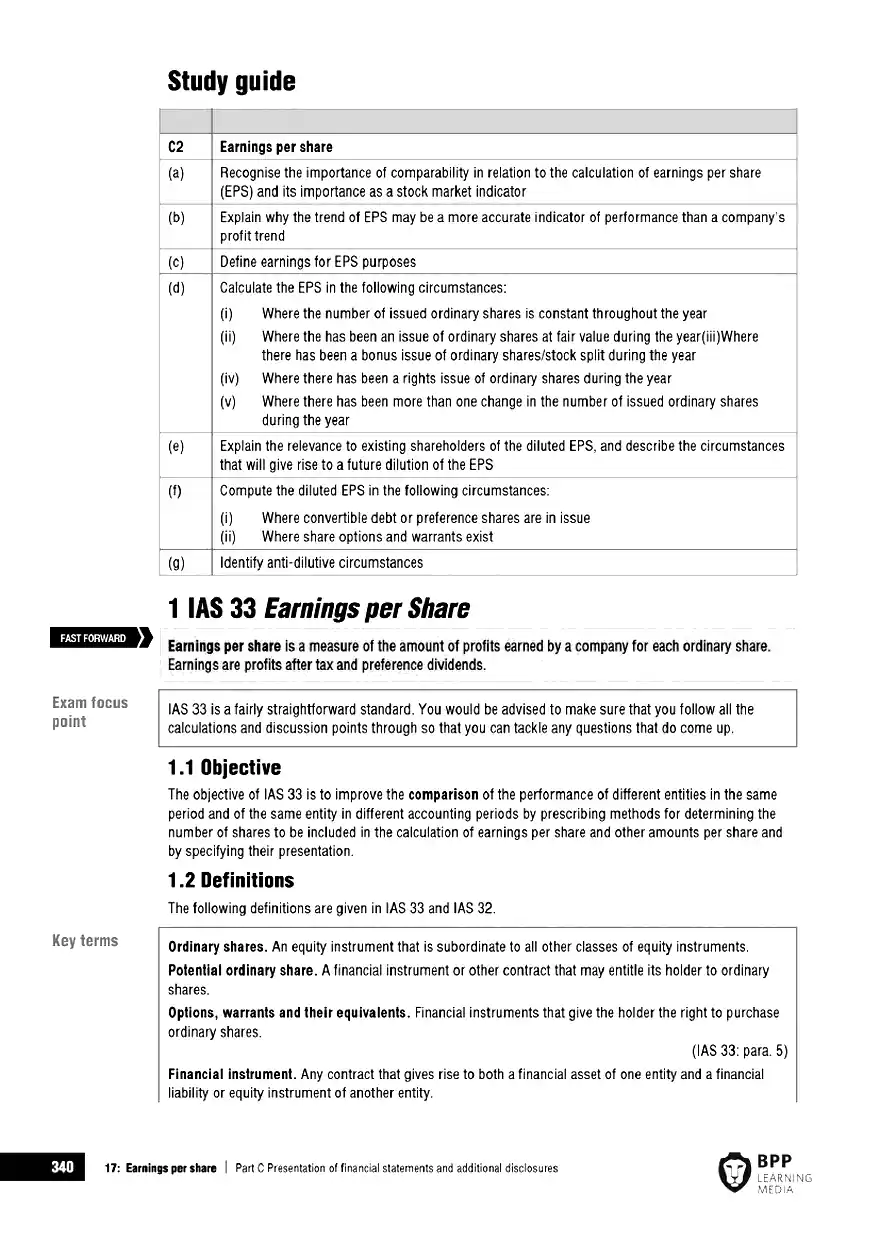 Study guide
C2 Earnings per share
(a) Recognise the importance of comparability in relation to the calculation of earnings per share
(EPS) and its importance as a stock market indicator
(b) Explain why the trend of EPS may be a more accurate indicator of performance than a company's
profit trend
(c) Define earnings for EPS purposes
(d) Calculate the EPS in the following circumstances:
(i) Where the number of issued ordinary shares is constant throughout the year
(ii) Where the has been an issue of ordinary shares at fair value during the year(iii)Where
there has been a bonus issue of ordinary shares/stock split during the year
(iv) Where there has been a rights issue of ordinary shares during the year
(v) Where there has been more than one change in the number of issued ordinary shares
during the year
(e) Explain the relevance to existing shareholders of the diluted EPS, and describe the circumstances
that will give rise to a future dilution of the EPS
(f) Compute the diluted EPS in the following circumstances:
(i) Where convertible debt or preference shares are in issue
(ii) Where share options and warrants exist
(g) Identify anti-dilutive circumstances
1 IAS 33 Earnings per Share
FAST FORWARD
Earnings per share is a measure of the amount of profits earned by a company for each ordinary share.
Earnings are profits after tax and preference dividends.
Exam focus
point
IAS 33 is a fairly straightforward standard. You would be advised to make sure that you follow all the
calculations and discussion points through so that you can tackle any questions that do come up.
1.1 Objective
The objective of IAS 33 is to improve the comparison of the performance of different entities in the same
period and of the same entity in different accounting periods by prescribing methods for determining the
number of shares to be included in the calculation of earnings per share and other amounts per share and
by specifying their presentation.
1.2 Definitions
The following definitions are given in IAS 33 and IAS 32.
Key terms
Ordinary shares. An equity instrument that is subordinate to all other classes of equity instruments.
Potential ordinary share. A financial instrument or other contract that may entitle its holder to ordinary
shares.
Options, warrants and their equivalents. Financial instruments that give the holder the right to purchase
ordinary shares.
(IAS 33: para. 5)
Financial instrument. Any contract that gives rise to both a financial asset of one entity and a financial
liability or equity instrument of another entity.
340 17: Earnings per share | Part C Presentation of financial statements and additional disclosures
BPP
LEARNING
MEDIA